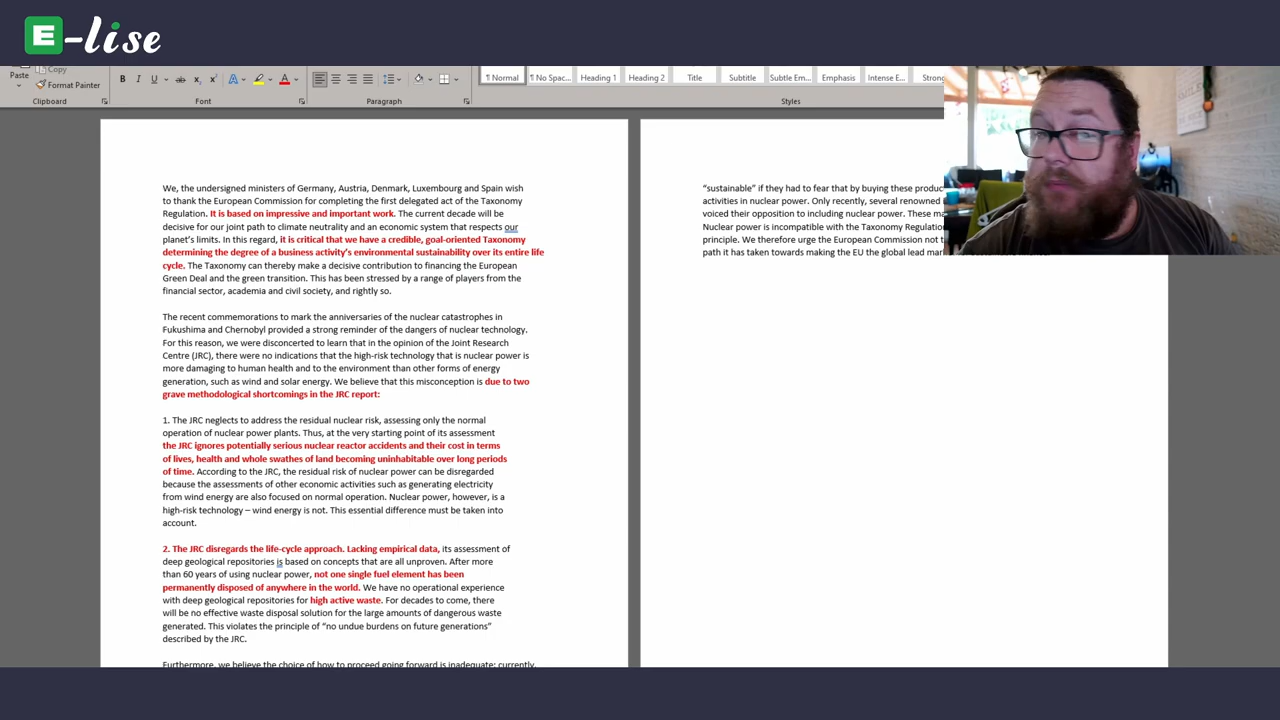 E-lise
Paste
Copy
Format Painter
Clipboard
B I U ab x x A A
Font
Paragraph
¶ Normal
¶ No Spac...
Heading 1
Heading 2
Title
Subtitle
Subtle Em...
Emphasis
Intense E...
Strong
Styles
We, the undersigned ministers of Germany, Austria, Denmark, Luxembourg and Spain wish
to thank the European Commission for completing the first delegated act of the Taxonomy
Regulation. It is based on impressive and important work. The current decade will be
decisive for our joint path to climate neutrality and an economic system that respects our
planet's limits. In this regard, it is critical that we have a credible, goal-oriented Taxonomy
determining the degree of a business activity's environmental sustainability over its entire life
cycle. The Taxonomy can thereby make a decisive contribution to financing the European
Green Deal and the green transition. This has been stressed by a range of players from the
financial sector, academia and civil society, and rightly so.
The recent commemorations to mark the anniversaries of the nuclear catastrophes in
Fukushima and Chernobyl provided a strong reminder of the dangers of nuclear technology.
For this reason, we were disconcerted to learn that in the opinion of the Joint Research
Centre (JRC), there were no indications that the high-risk technology that is nuclear power is
more damaging to human health and to the environment than other forms of energy
generation, such as wind and solar energy. We believe that this misconception is due to two
grave methodological shortcomings in the JRC report:
1. The JRC neglects to address the residual nuclear risk, assessing only the normal
operation of nuclear power plants. Thus, at the very starting point of its assessment
the JRC ignores potentially serious nuclear reactor accidents and their cost in terms
of lives, health and whole swathes of land becoming uninhabitable over long periods
of time. According to the JRC, the residual risk of nuclear power can be disregarded
because the assessments of other economic activities such as generating electricity
from wind energy are also focused on normal operation. Nuclear power, however, is a
high-risk technology – wind energy is not. This essential difference must be taken into
account.
2. The JRC disregards the life-cycle approach. Lacking empirical data, its assessment of
deep geological repositories is based on concepts that are all unproven. After more
than 60 years of using nuclear power, not one single fuel element has been
permanently disposed of anywhere in the world. We have no operational experience
with deep geological repositories for high active waste. For decades to come, there
will be no effective waste disposal solution for the large amounts of dangerous waste
generated. This violates the principle of "no undue burdens on future generations"
described by the JRC.
Furthermore, we believe the choice of how to proceed going forward is inadequate: currently,
"sustainable" if they had to fear that by buying these produc
activities in nuclear power. Only recently, several renowned
voiced their opposition to including nuclear power. These ma
Nuclear power is incompatible with the Taxonomy Regulation
principle. We therefore urge the European Commission not t
path it has taken towards making the EU the global lead mar